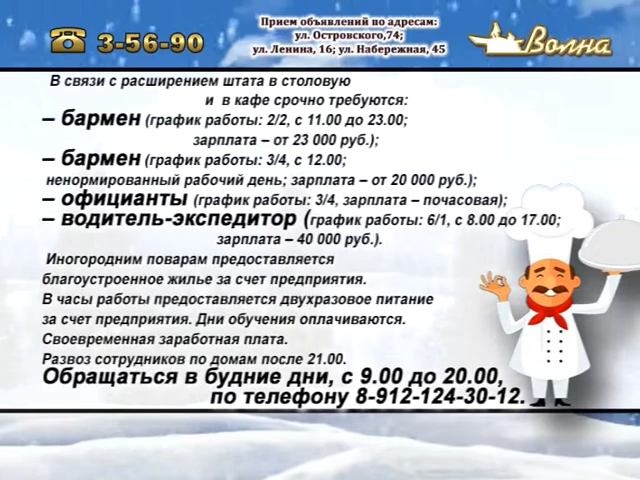 ☎ 3-56-90
Прием объявлений по адресам:
ул. Островского,74;
ул. Ленина, 16; ул. Набережная, 45
Волна
В связи с расширением штата в столовую
и в кафе срочно требуются:
– бармен (график работы: 2/2, с 11.00 до 23.00;
зарплата – от 23 000 руб.);
– бармен (график работы: 3/4, с 12.00;
ненормированный рабочий день; зарплата – от 20 000 руб.);
– официанты (график работы: 3/4, зарплата – почасовая);
– водитель-экспедитор (график работы: 6/1, с 8.00 до 17.00;
зарплата – 40 000 руб.).
Иногородним поварам предоставляется
благоустроенное жилье за счет предприятия.
В часы работы предоставляется двухразовое питание
за счет предприятия. Дни обучения оплачиваются.
Своевременная заработная плата.
Развоз сотрудников по домам после 21.00.
Обращаться в будние дни, с 9.00 до 20.00,
по телефону 8-912-124-30-12.